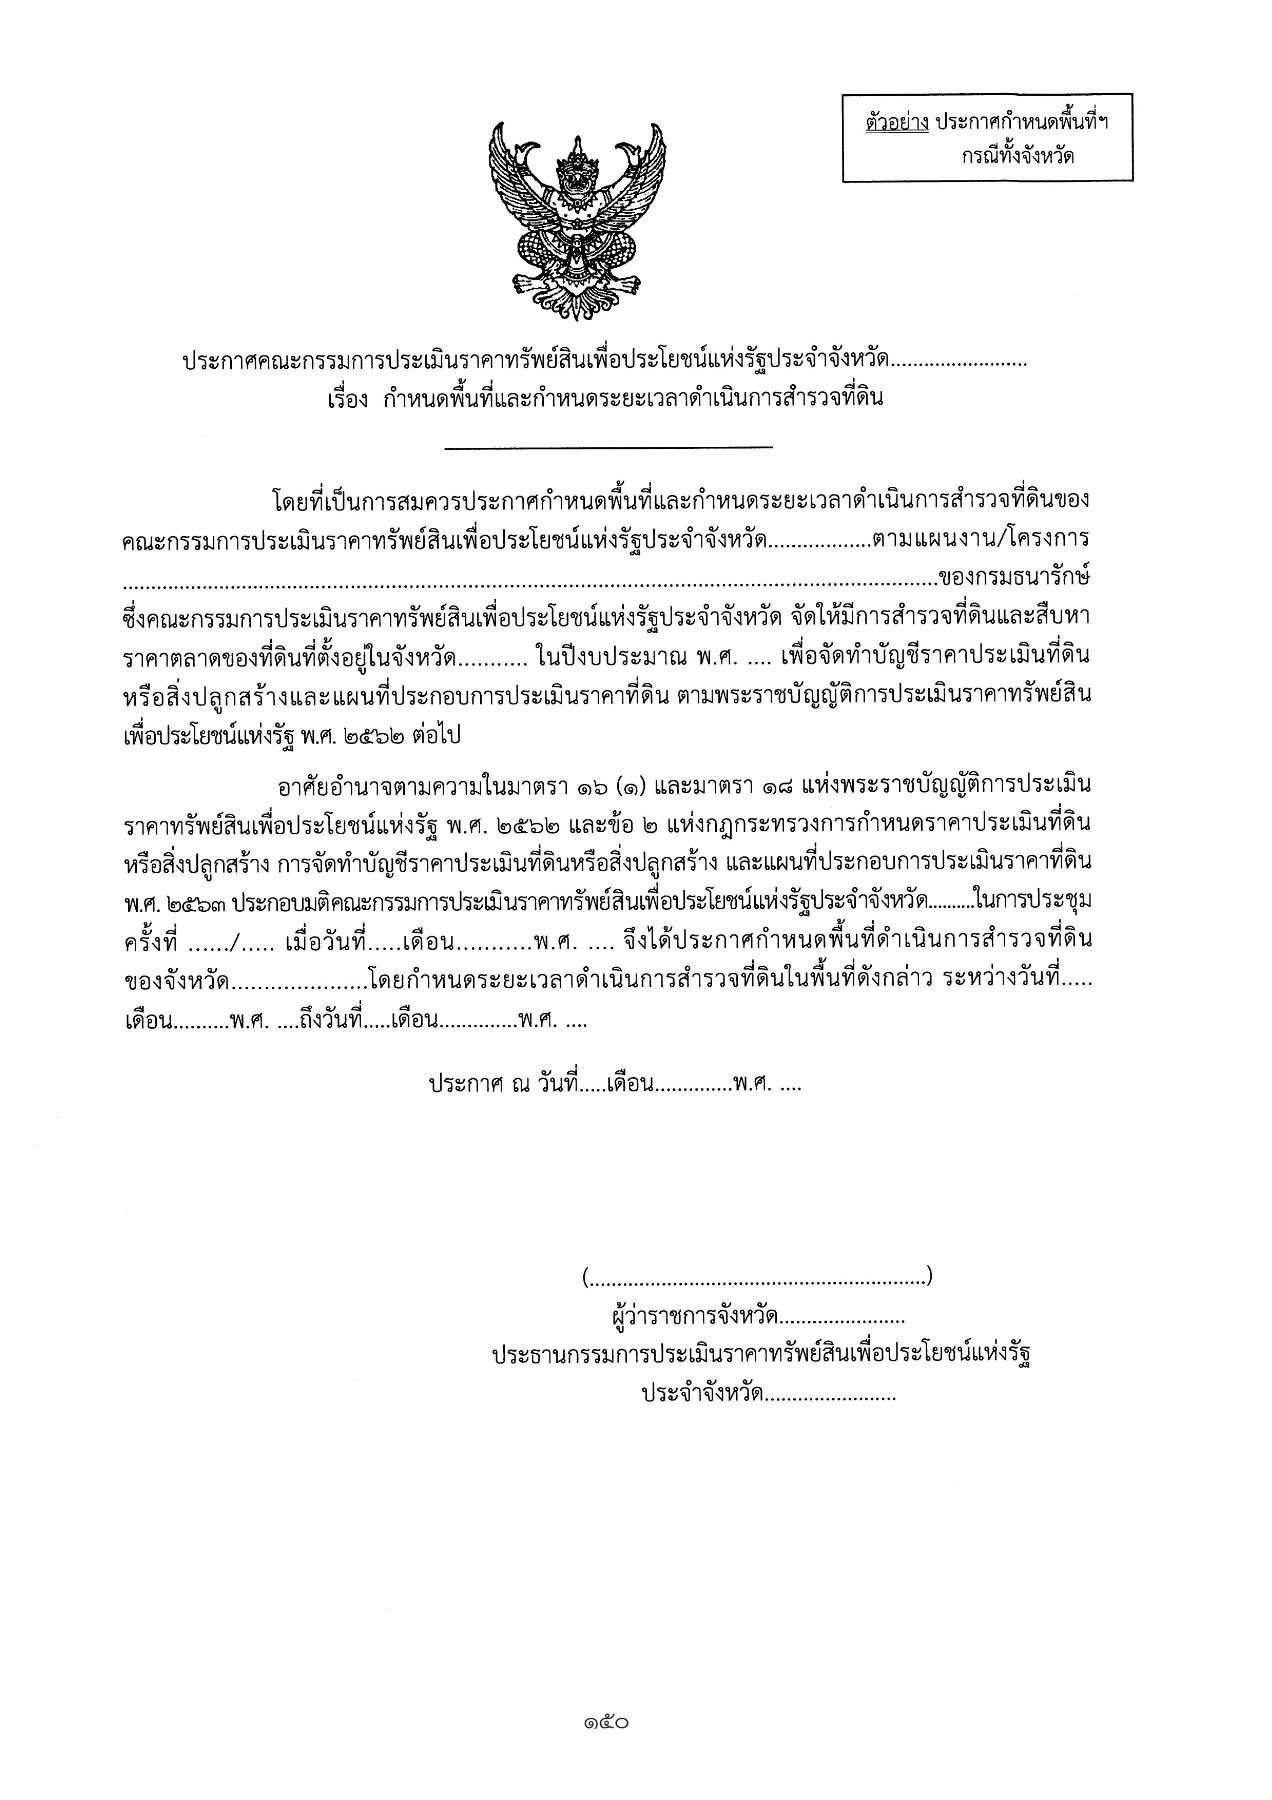 ตัวอย่าง ประกาศกำหนดพื้นที่ฯ
กรณีทั้งจังหวัด
ประกาศคณะกรรมการประเมินราคาทรัพย์สินเพื่อประโยชน์แห่งรัฐประจำจังหวัด.........................
เรื่อง กำหนดพื้นที่และกำหนดระยะเวลาดำเนินการสำรวจที่ดิน
โดยที่เป็นการสมควรประกาศกำหนดพื้นที่และกำหนดระยะเวลาดำเนินการสำรวจที่ดินของ
คณะกรรมการประเมินราคาทรัพย์สินเพื่อประโยชน์แห่งรัฐประจำจังหวัด..................ตามแผนงาน/โครงการ
....................................................................................................................................................ของกรมธนารักษ์
ซึ่งคณะกรรมการประเมินราคาทรัพย์สินเพื่อประโยชน์แห่งรัฐประจำจังหวัด จัดให้มีการสำรวจที่ดินและสืบหา
ราคาตลาดของที่ดินที่ตั้งอยู่ในจังหวัด........... ในปีงบประมาณ พ.ศ. .... เพื่อจัดทำบัญชีราคาประเมินที่ดิน
หรือสิ่งปลูกสร้างและแผนที่ประกอบการประเมินราคาที่ดิน ตามพระราชบัญญัติการประเมินราคาทรัพย์สิน
เพื่อประโยชน์แห่งรัฐ พ.ศ. ๒๕๖๒ ต่อไป
อาศัยอำนาจตามความในมาตรา ๑๖ (๑) และมาตรา ๑๘ แห่งพระราชบัญญัติการประเมิน
ราคาทรัพย์สินเพื่อประโยชน์แห่งรัฐ พ.ศ. ๒๕๖๒ และข้อ ๒ แห่งกฎกระทรวงการกำหนดราคาประเมินที่ดิน
หรือสิ่งปลูกสร้าง การจัดทำบัญชีราคาประเมินที่ดินหรือสิ่งปลูกสร้าง และแผนที่ประกอบการประเมินราคาที่ดิน
พ.ศ. ๒๕๖๓ ประกอบมติคณะกรรมการประเมินราคาทรัพย์สินเพื่อประโยชน์แห่งรัฐประจำจังหวัด.........ในการประชุม
ครั้งที่ ....../..... เมื่อวันที่.....เดือน...........พ.ศ. .... จึงได้ประกาศกำหนดพื้นที่ดำเนินการสำรวจที่ดิน
ของจังหวัด.....................โดยกำหนดระยะเวลาดำเนินการสำรวจที่ดินในพื้นที่ดังกล่าว ระหว่างวันที่.....
เดือน..........พ.ศ. ....ถึงวันที่.....เดือน..............พ.ศ. ....
ประกาศ ณ วันที่.....เดือน..............พ.ศ. ....
(.............................................................)
ผู้ว่าราชการจังหวัด.......................
ประธานกรรมการประเมินราคาทรัพย์สินเพื่อประโยชน์แห่งรัฐ
ประจำจังหวัด........................
๑๕๐